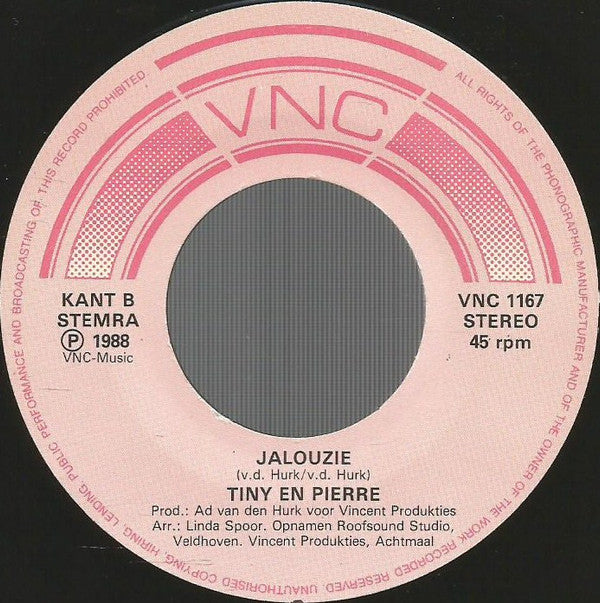 ALL RIGHTS OF THE PHONOGRAPHIC MANUFACTURER AND OF THE OWNER OF THE WORK RECORDED RESERVED. UNAUTHORISED COPYING, HIRING, LENDING, PUBLIC PERFORMANCE AND BROADCASTING OF THIS RECORD PROHIBITED
VNC
KANT B
STEMRA
Ⓟ 1988
VNC-Music
VNC 1167
STEREO
45 rpm
JALOUZIE
(v.d. Hurk/v.d. Hurk)
TINY EN PIERRE
Prod.: Ad van den Hurk voor Vincent Produkties
Arr.: Linda Spoor. Opnamen Roofsound Studio,
Veldhoven. Vincent Produkties, Achtmaal